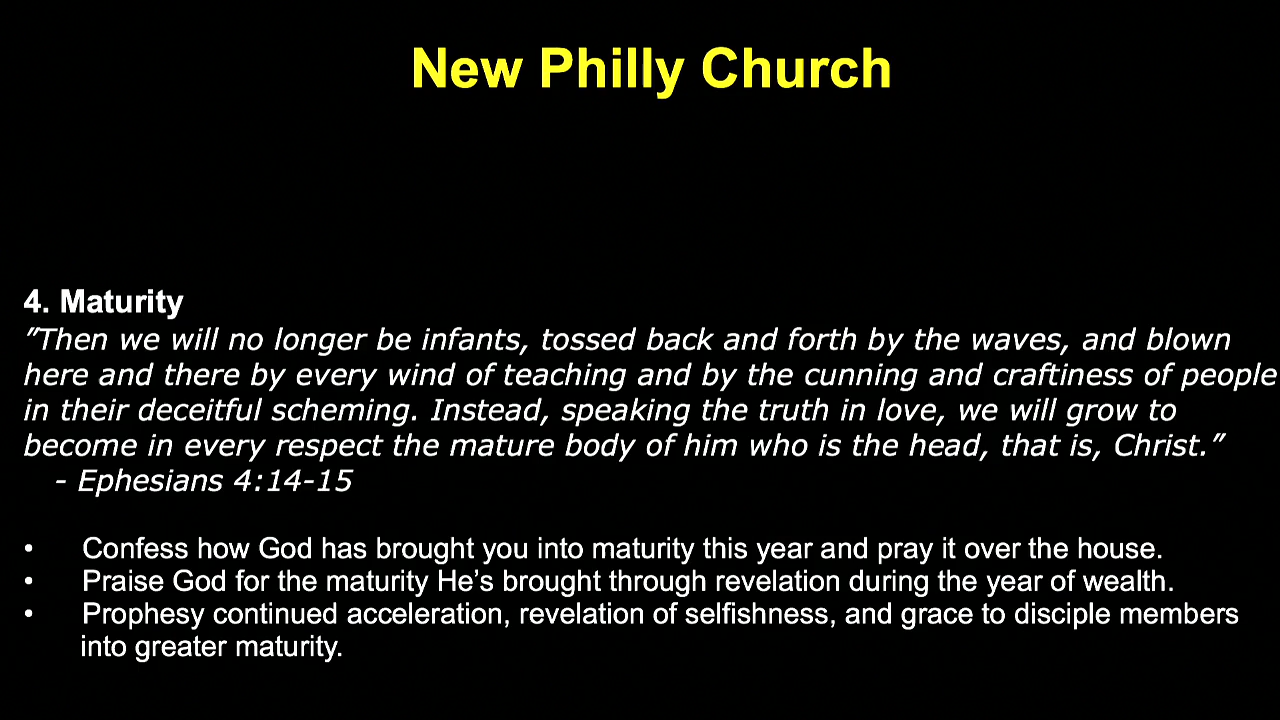 New Philly Church
4. Maturity
”Then we will no longer be infants, tossed back and forth by the waves, and blown
here and there by every wind of teaching and by the cunning and craftiness of people
in their deceitful scheming. Instead, speaking the truth in love, we will grow to
become in every respect the mature body of him who is the head, that is, Christ.”
- Ephesians 4:14-15
• Confess how God has brought you into maturity this year and pray it over the house.
• Praise God for the maturity He’s brought through revelation during the year of wealth.
• Prophesy continued acceleration, revelation of selfishness, and grace to disciple members
into greater maturity.